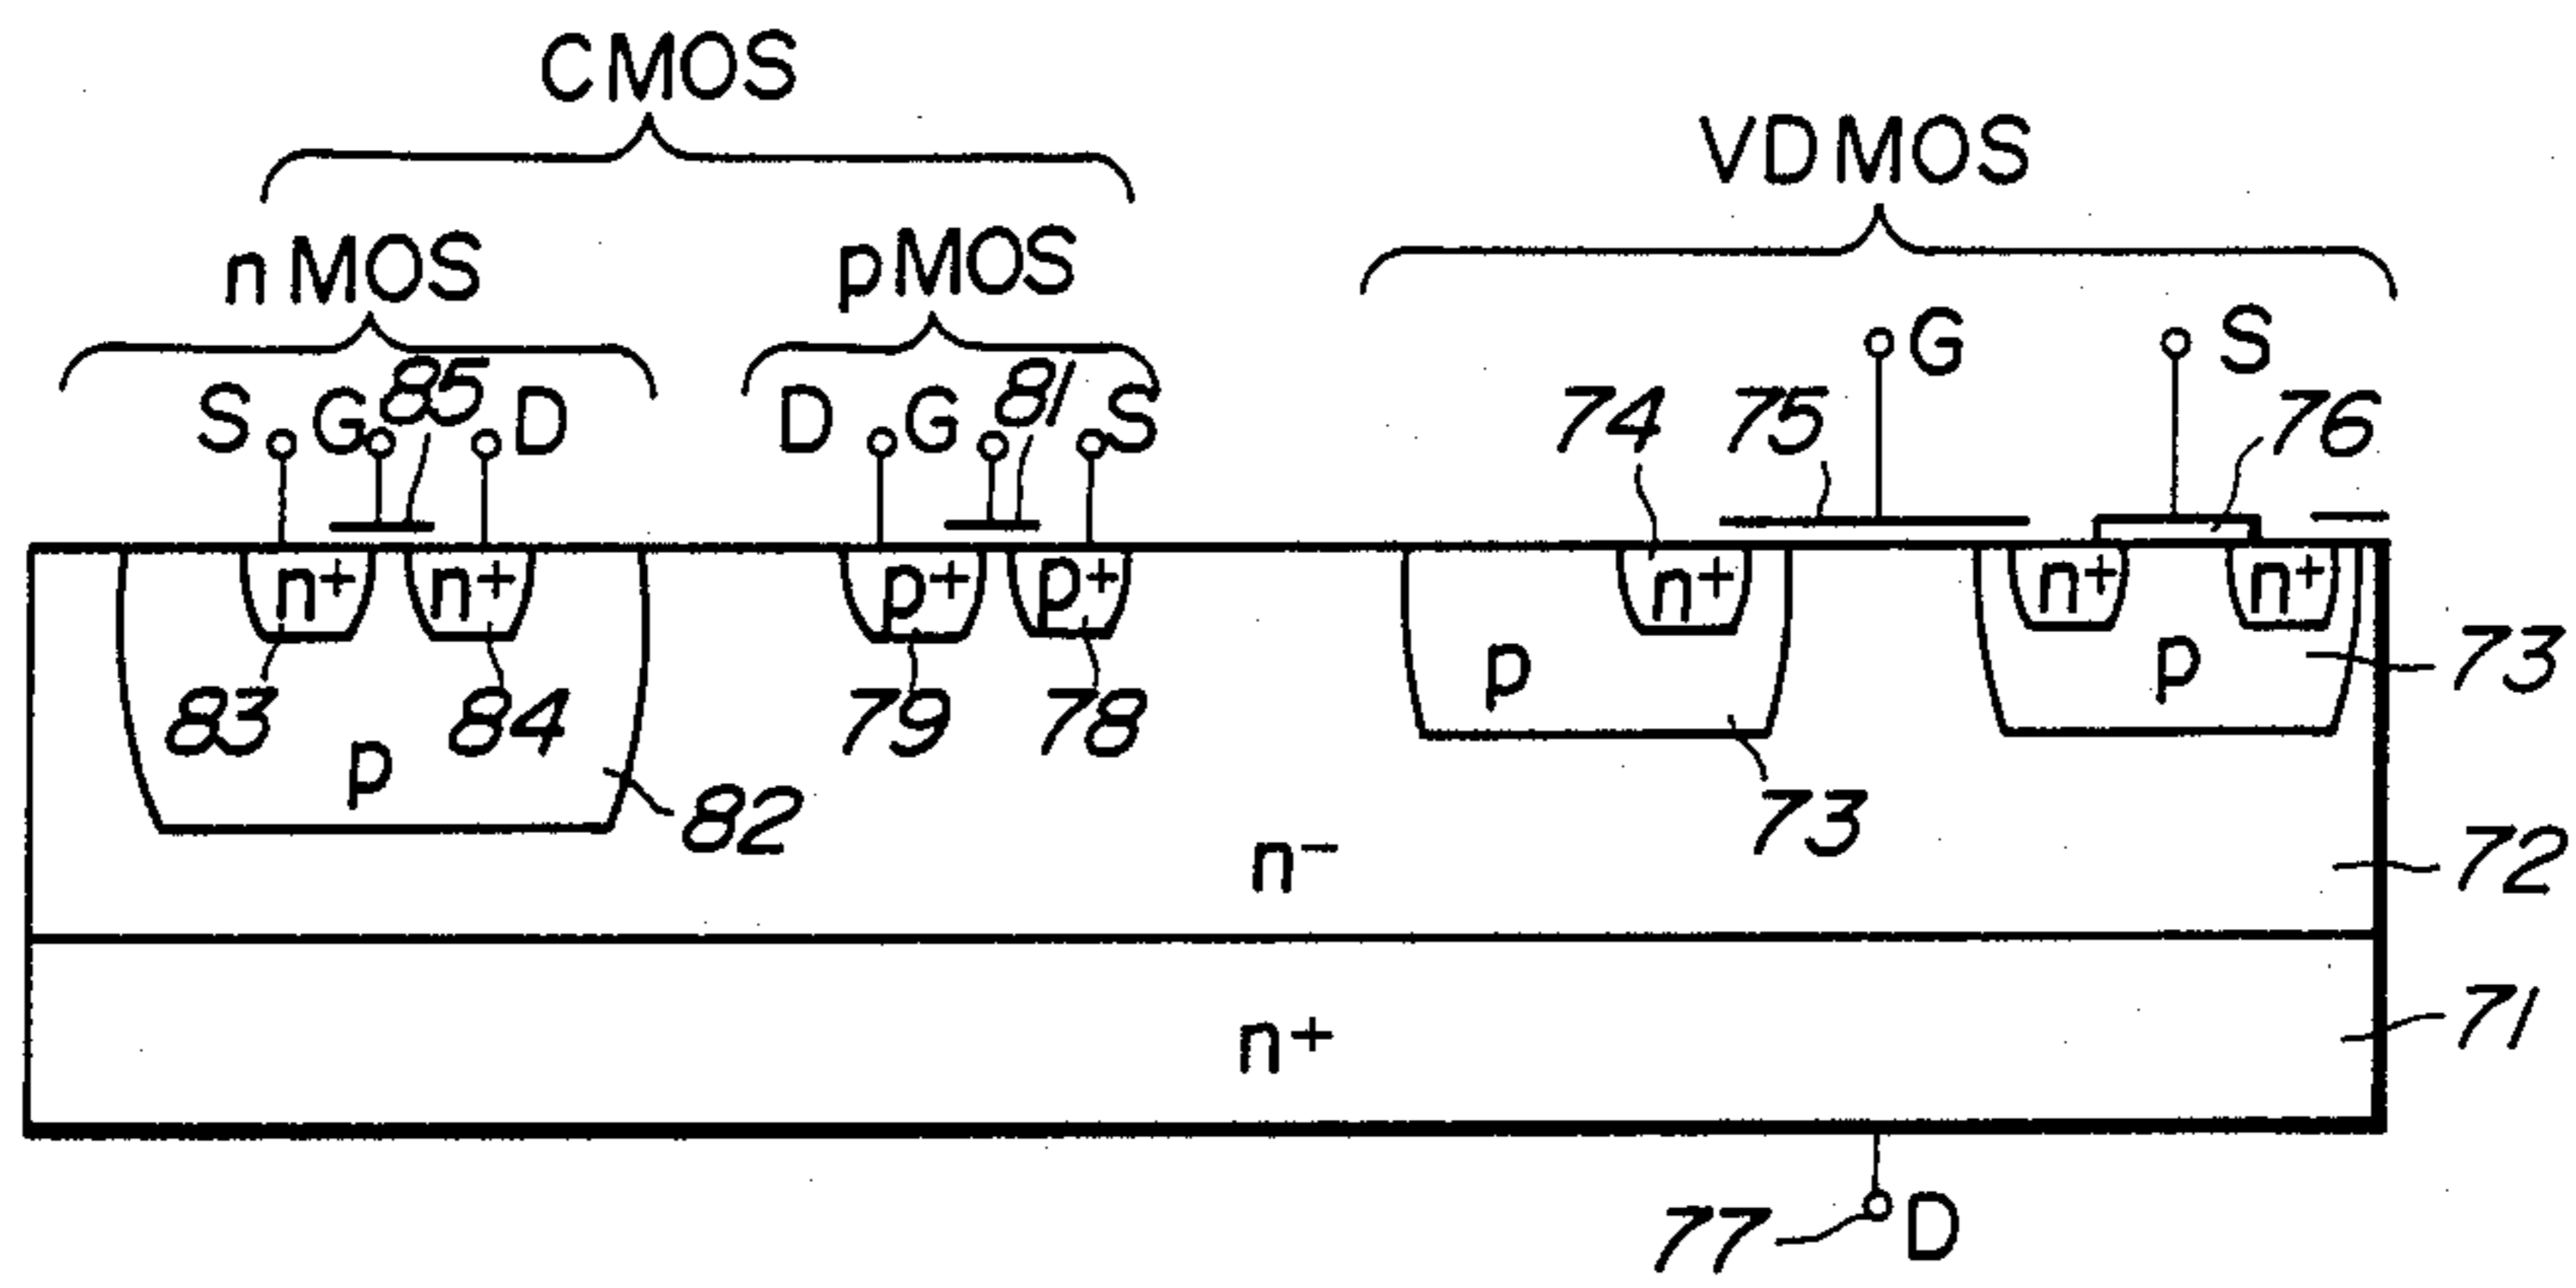 CMOS
VDMOS
nMOS
pMOS
S G 85 D
D G 81 S
G
S
74 75 76
n+ n+
p+ p+
n+
n+ n+
83 84
79 78
p
p
p
73
82
73
n-
72
n+
71
77 D